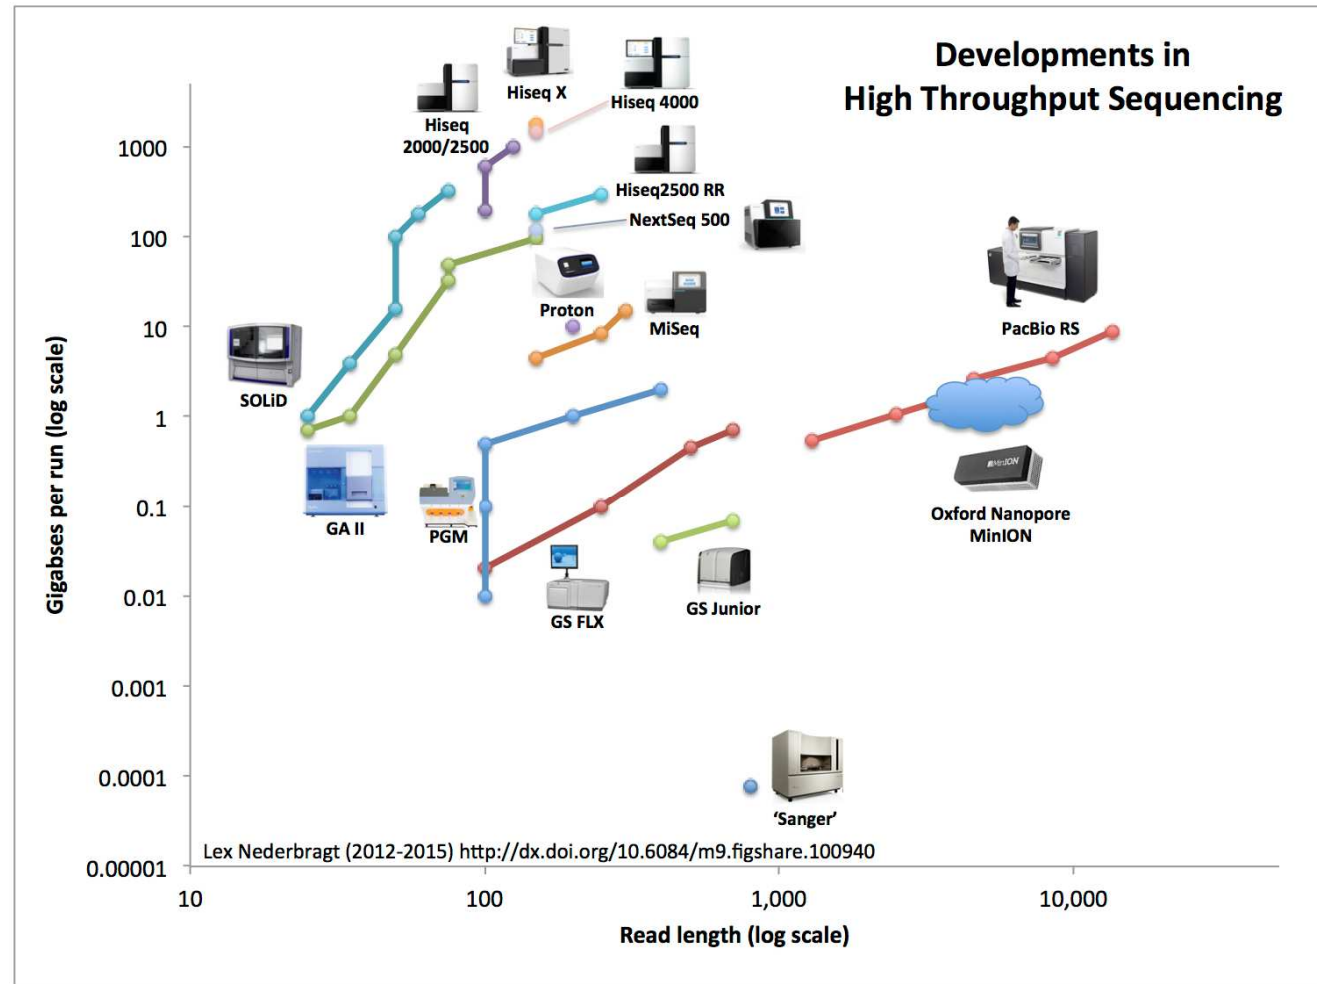 Developments in
High Throughput Sequencing
Hiseq X
Hiseq 4000
Hiseq
2000/2500
Hiseq2500 RR
NextSeq 500
Proton
MiSeq
PacBio RS
SOLiD
MinION
Oxford Nanopore
MinION
GA II
PGM
GS FLX
GS Junior
'Sanger'
Gigabses per run (log scale)
1000
100
10
1
0.1
0.01
0.001
0.0001
0.00001
Lex Nederbragt (2012-2015) http://dx.doi.org/10.6084/m9.figshare.100940
10
100
1,000
10,000
Read length (log scale)